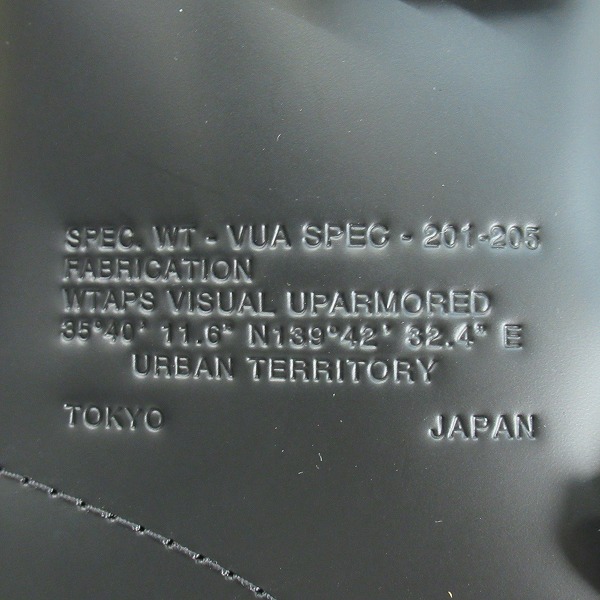 SPEC. WT - VUA SPEC - 201-205
FABRICATION
WTAPS VISUAL UPARMORED
35°40' 11.6" N139°42' 32.4" E
URBAN TERRITORY
TOKYO JAPAN